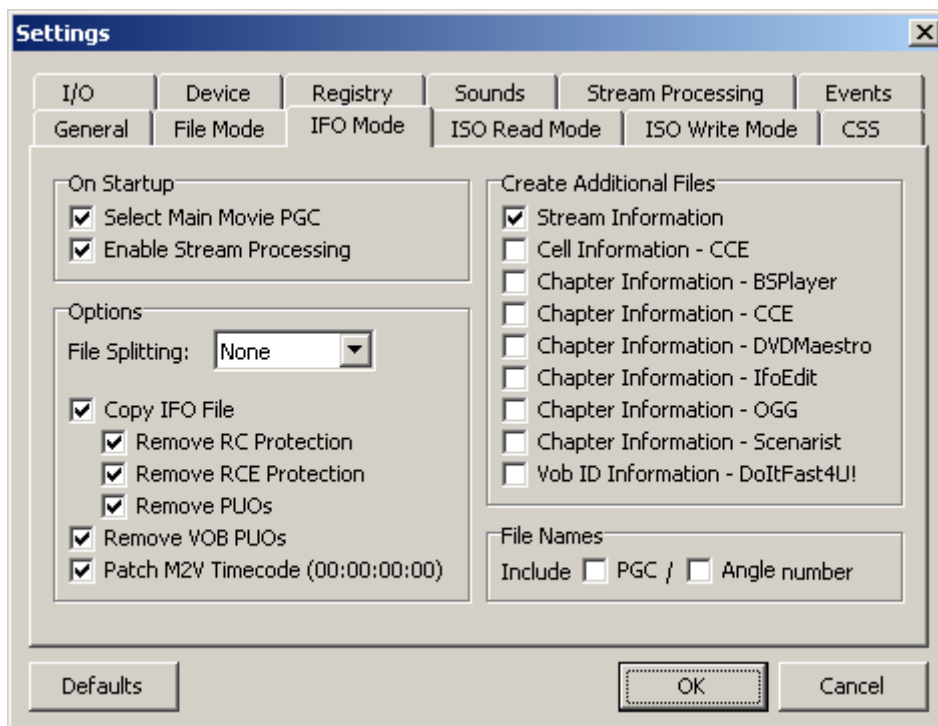 Settings
I/O Device Registry Sounds Stream Processing Events
General File Mode IFO Mode ISO Read Mode ISO Write Mode CSS
On Startup
Select Main Movie PGC
Enable Stream Processing
Options
File Splitting: None
Copy IFO File
Remove RC Protection
Remove RCE Protection
Remove PUOs
Remove VOB PUOs
Patch M2V Timecode (00:00:00:00)
Create Additional Files
Stream Information
Cell Information - CCE
Chapter Information - BSPlayer
Chapter Information - CCE
Chapter Information - DVDMaestro
Chapter Information - IfoEdit
Chapter Information - OGG
Chapter Information - Scenarist
Vob ID Information - DoItFast4U!
File Names
Include PGC / Angle number
Defaults OK Cancel